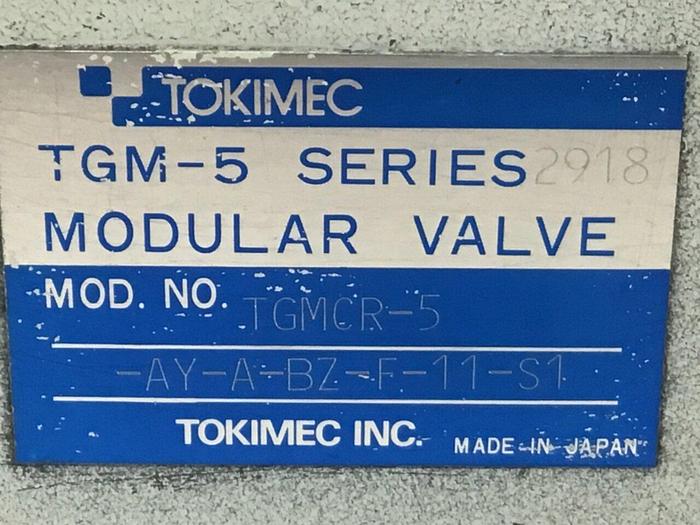 TOKIMEC
TGM-5 SERIES 2918
MODULAR VALVE
MOD. NO. TGMCR-5
-AY-A-BZ-F-11-S1
TOKIMEC INC. MADE-IN JAPAN